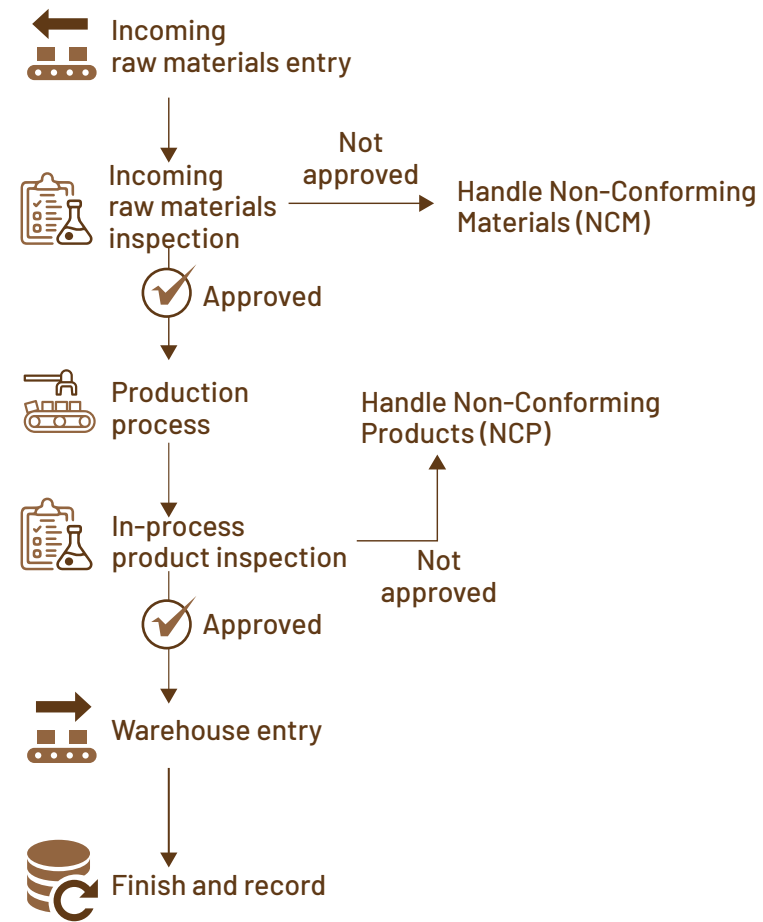 Incoming
raw materials entry
Not
approved
Incoming
raw materials
inspection
Handle Non-Conforming
Materials (NCM)
Approved
Production
process
Handle Non-Conforming
Products (NCP)
In-process
product inspection
Not
approved
Approved
Warehouse entry
Finish and record